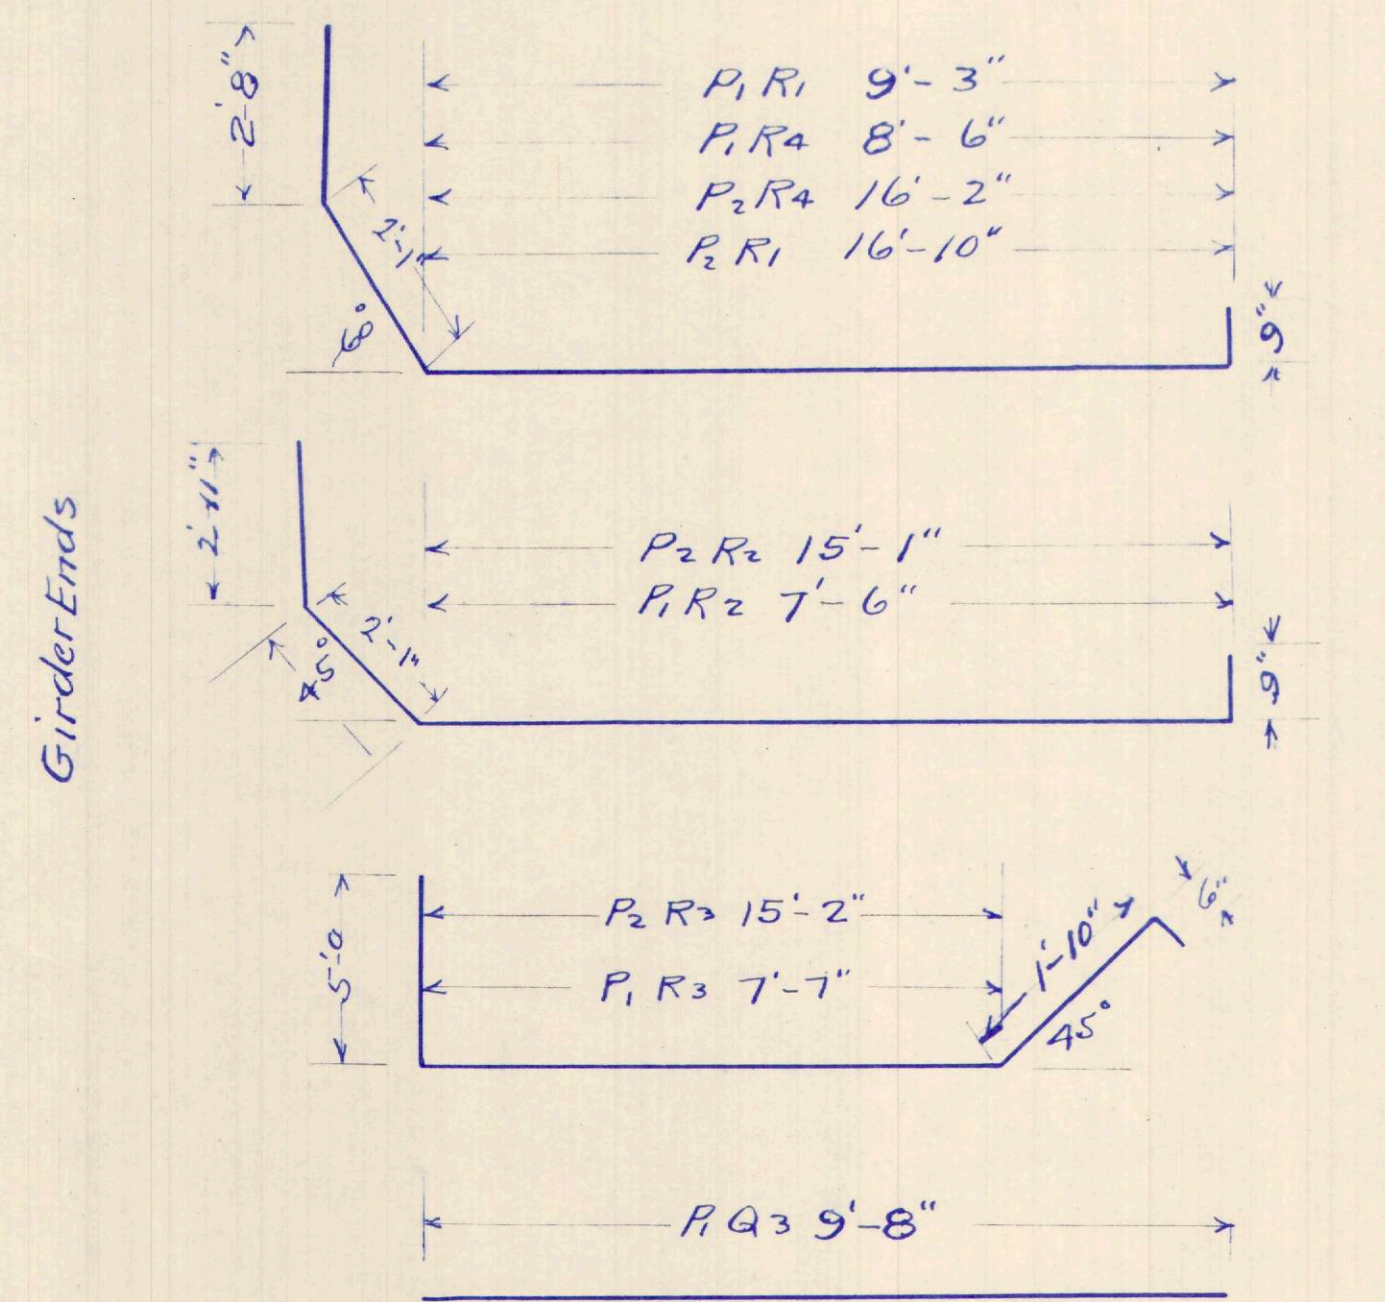 Girder Ends
2'-8"
P1 R1 9'-3"
P1 R4 8'-6"
P2 R4 16'-2"
P2 R1 16'-10"
2'-1"
60°
9"
2'-11"
P2 R2 15'-1"
P1 R2 7'-6"
2'-1"
45°
9"
5'-0
P2 R3 15'-2"
P1 R3 7'-7"
1'-10"
6"
45°
P1 Q3 9'-8"